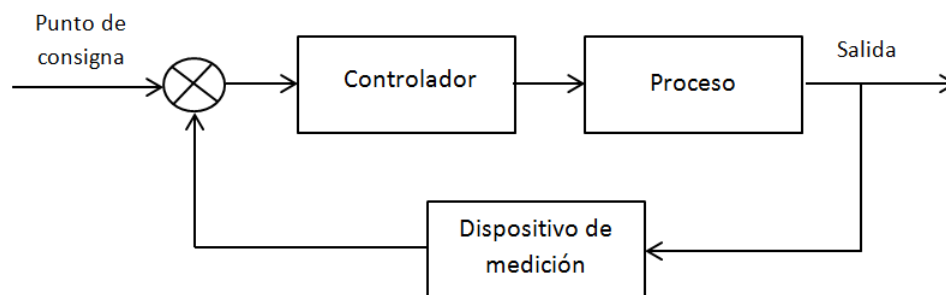 Punto de
consigna
Controlador
Proceso
Salida
Dispositivo de
medición